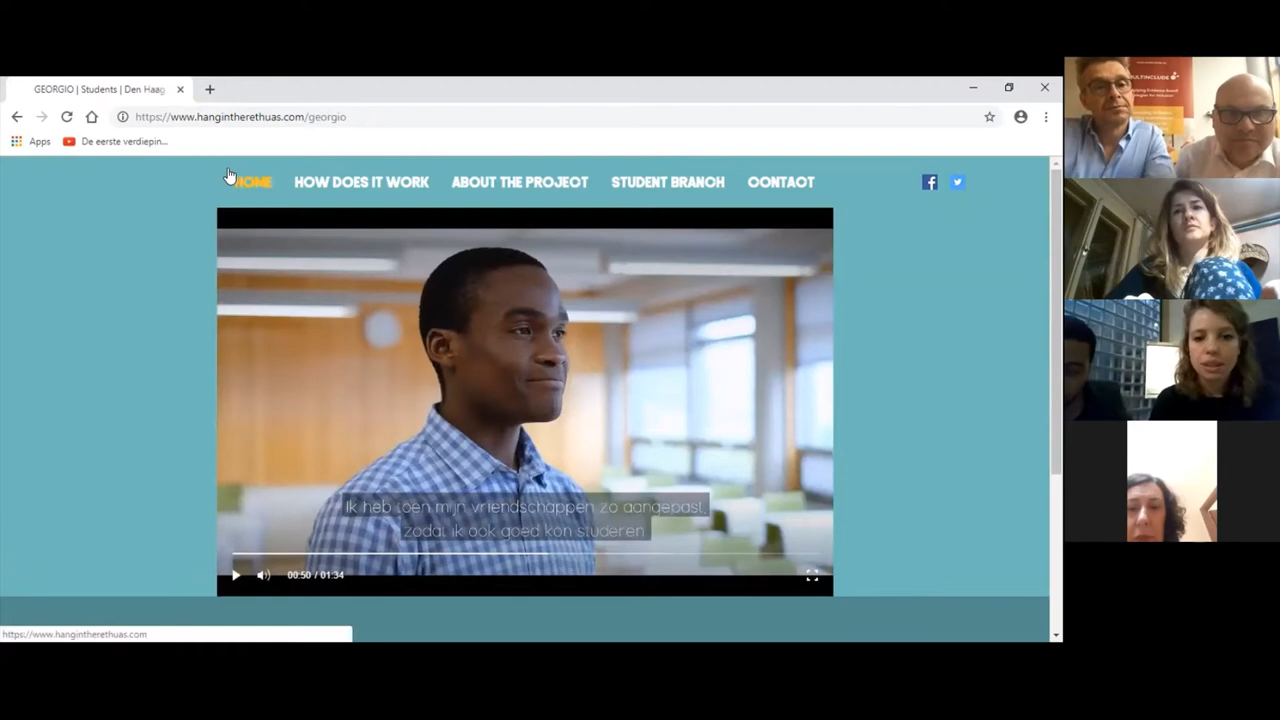 GEORGIO | Students | Den Haag
https://www.hangintherethuas.com/georgio
Apps
De eerste verdiepin...
HOME
HOW DOES IT WORK
ABOUT THE PROJECT
STUDENT BRANCH
CONTACT
Ik heb toen mijn vriendschappen zo aangepast,
zodat ik ook goed kon studeren.
00:50 / 01:34
https://www.hangintherethuas.com